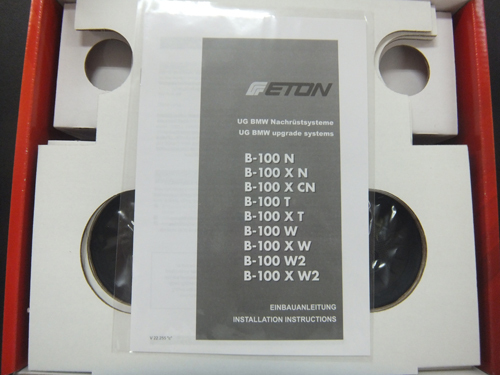 ETON
UG BMW Nachrüstsysteme
UG BMW upgrade systems
B-100 N
B-100 X N
B-100 X CN
B-100 T
B-100 X T
B-100 W
B-100 X W
B-100 W2
B-100 X W2
EINBAUANLEITUNG
INSTALLATION INSTRUCTIONS